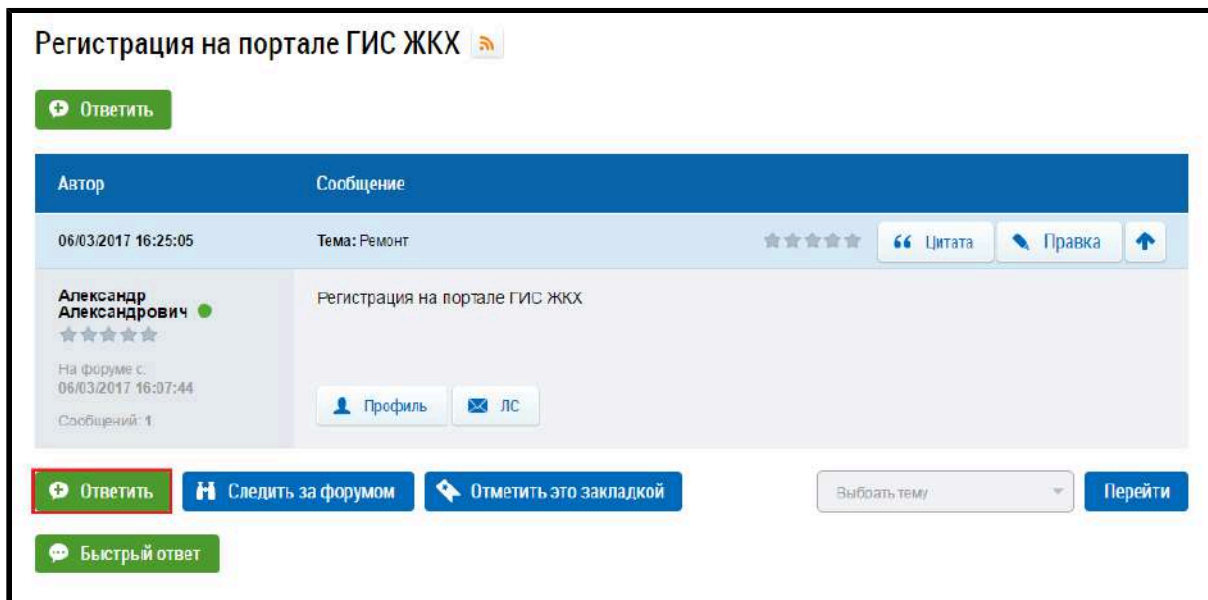 Регистрация на портале ГИС ЖКХ
Ответить
Автор Сообщение
06/03/2017 16:25:05 Тема: Ремонт Цитата Правка
Александр
Александрович
Регистрация на портале ГИС ЖКХ
На форуме с:
06/03/2017 16:07:44
Сообщений: 1
Профиль ЛС
Ответить Следить за форумом Отметить это закладкой Выбрать тему Перейти
Быстрый ответ